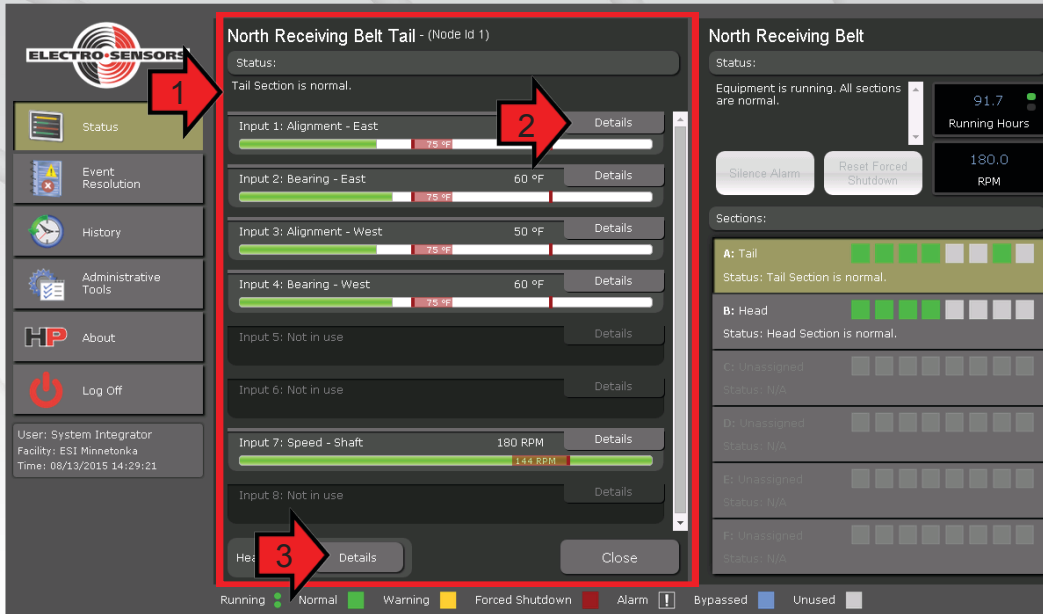 ELECTRO-SENSORS
1
Status
Event
Resolution
History
Administrative
Tools
HP About
Log Off
User: System Integrator
Facility: ESI Minnetonka
Time: 08/13/2015 14:29:21
North Receiving Belt Tail - (Node Id 1)
Status:
Tail Section is normal.
2
Input 1: Alignment - East Details
75 ºF
Input 2: Bearing - East 60 ºF Details
75 ºF
Input 3: Alignment - West 50 ºF Details
75 ºF
Input 4: Bearing - West 60 ºF Details
75 ºF
Input 5: Not in use Details
Input 6: Not in use Details
Input 7: Speed - Shaft 180 RPM Details
144 RPM
Input 8: Not in use Details
3
Details
Close
North Receiving Belt
Status:
Equipment is running. All sections
are normal.
91.7
Running Hours
180.0
RPM
Silence Alarm
Reset Forced
Shutdown
Sections:
A: Tail
Status: Tail Section is normal.
B: Head
Status: Head Section is normal.
C: Unassigned
Status: N/A
D: Unassigned
Status: N/A
E: Unassigned
Status: N/A
F: Unassigned
Status: N/A
Running Normal Warning Forced Shutdown Alarm ! Bypassed Unused